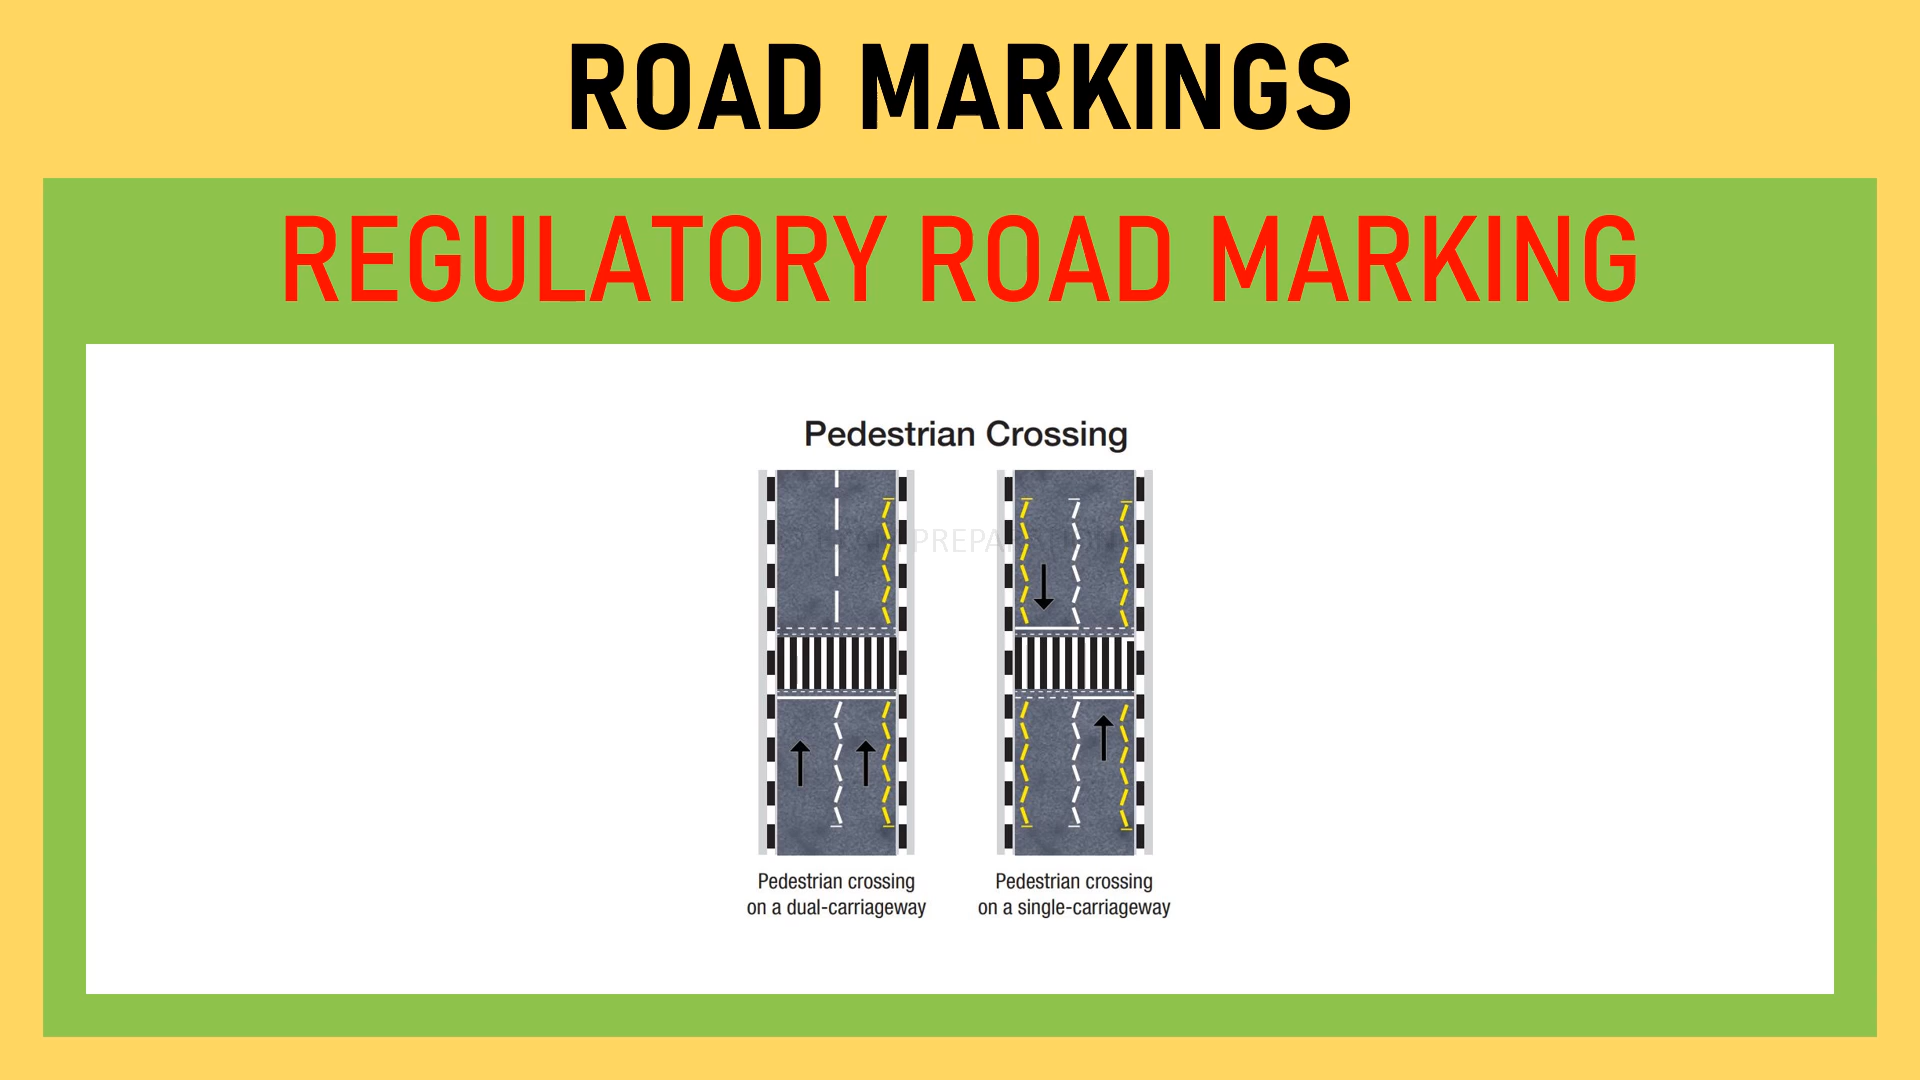 ROAD MARKINGS
REGULATORY ROAD MARKING
Pedestrian Crossing
Pedestrian crossing
on a dual-carriageway
Pedestrian crossing
on a single-carriageway